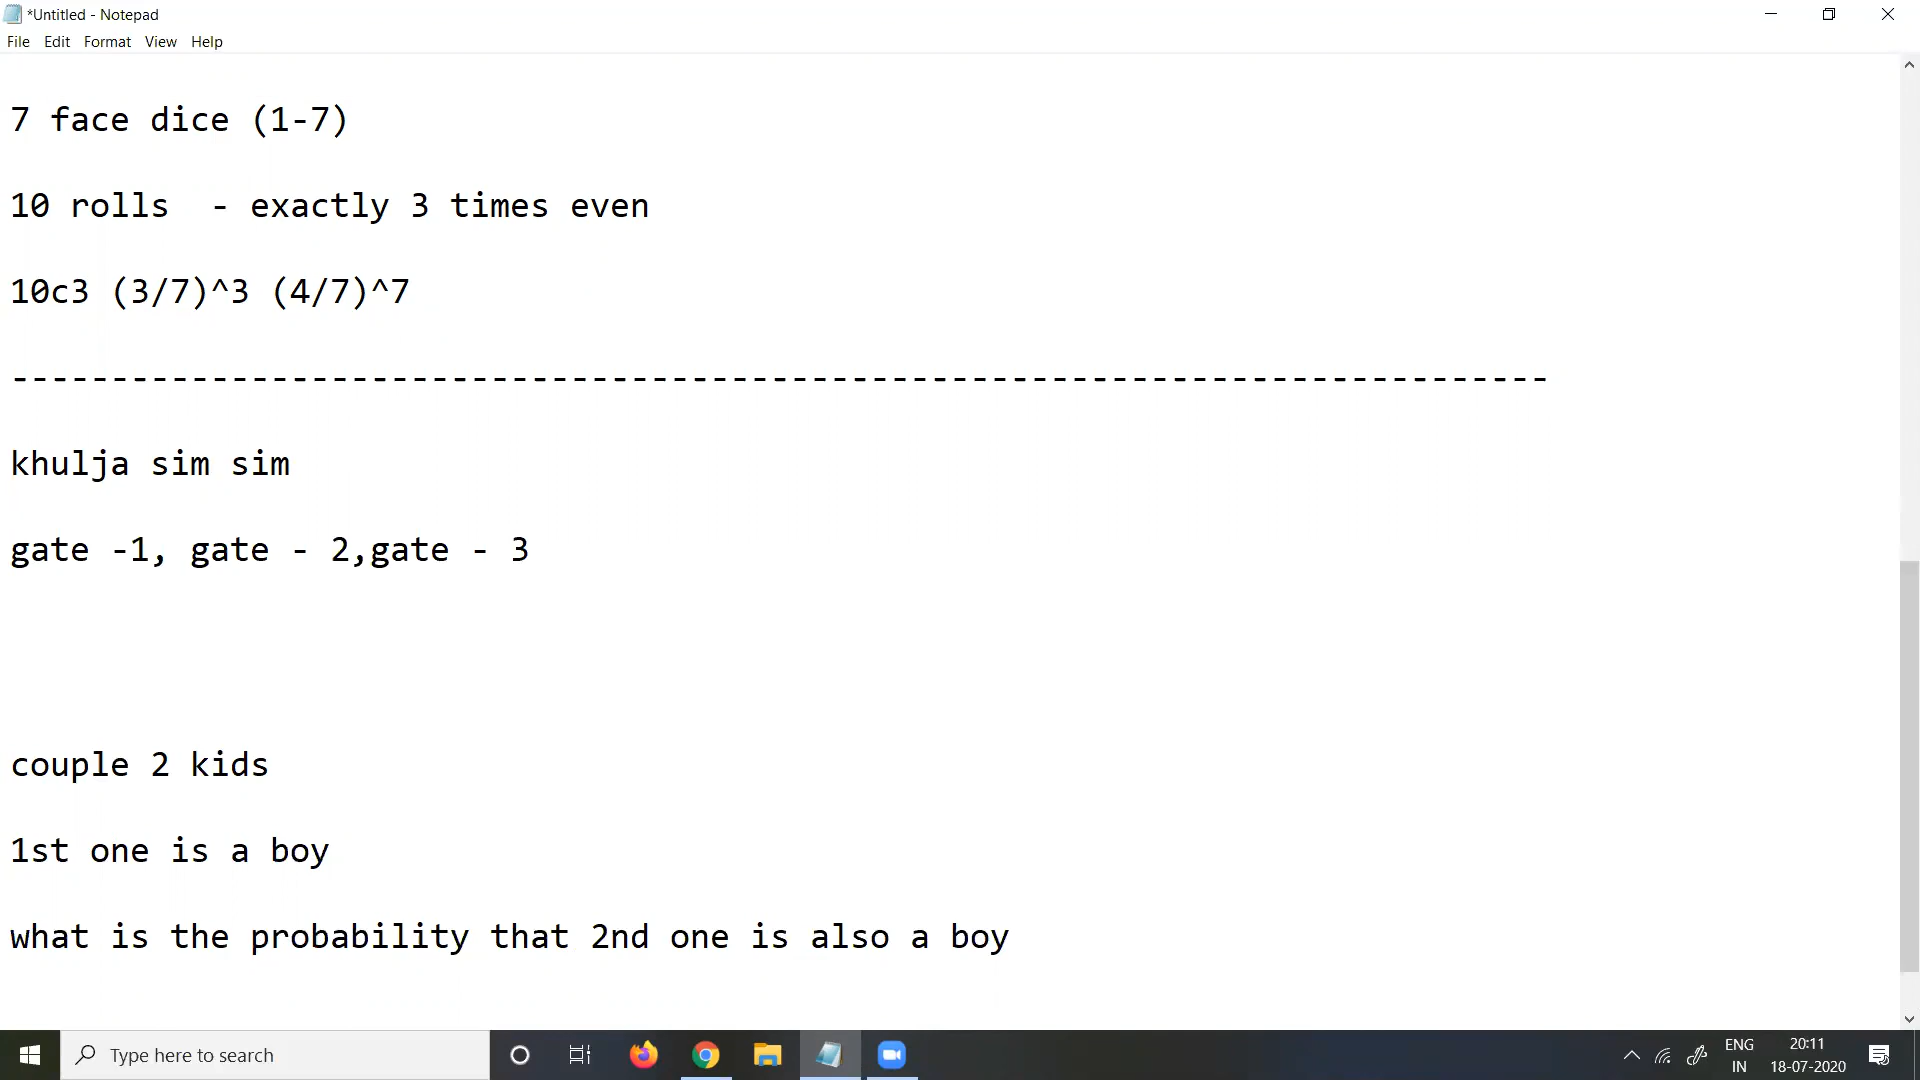 *Untitled - Notepad
File Edit Format View Help
7 face dice (1-7)
10 rolls  - exactly 3 times even
10c3 (3/7)^3 (4/7)^7
-----------------------------------------------------------------------------
khulja sim sim
gate -1, gate - 2,gate - 3
couple 2 kids
1st one is a boy
what is the probability that 2nd one is also a boy
Type here to search
ENG
IN
20:11
18-07-2020